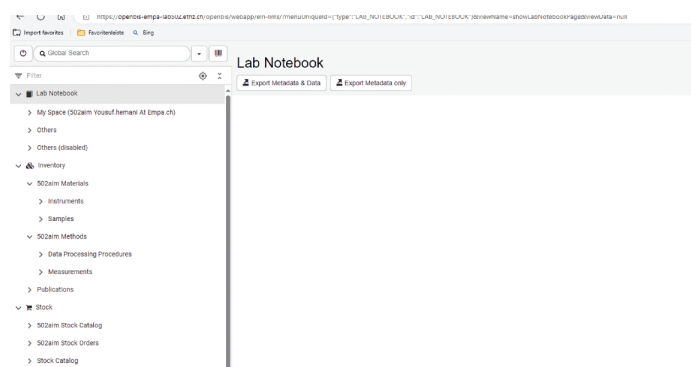 https://openbis-empa-lab502.ethz.ch/openbis/webapp/eln-lims/?menuUniqueId={"type":"LAB_NOTEBOOK","id":"LAB_NOTEBOOK"}&viewName=showLabNotebookPage&viewData=null
Import favorites Favoritenleiste Bing
Global Search
Lab Notebook
Filter
Export Metadata & Data Export Metadata only
Lab Notebook
My Space (502aim Yousuf.hemani At Empa.ch)
Others
Others (disabled)
Inventory
502aim Materials
Instruments
Samples
502aim Methods
Data Processing Procedures
Measurements
Publications
Stock
502aim Stock Catalog
502aim Stock Orders
Stock Catalog